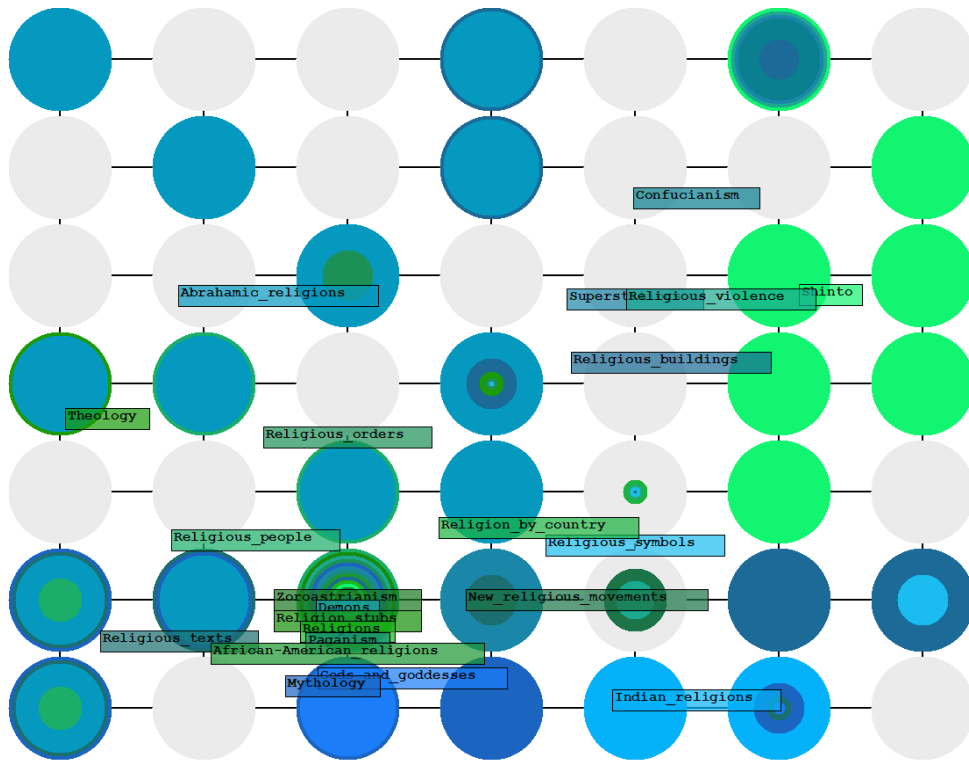 Confucianism
Abrahamic_religions
Superst
Religious_violence
Shinto
Religious_buildings
Theology
Religious_orders
Religion_by_country
Religious_people
Religious_symbols
Zoroastrianism
New_religious_movements
Demons
Religion_stubs
Religions
Religious_texts
Paganism
African-American_religions
Gods_and_goddesses
Mythology
Indian_religions